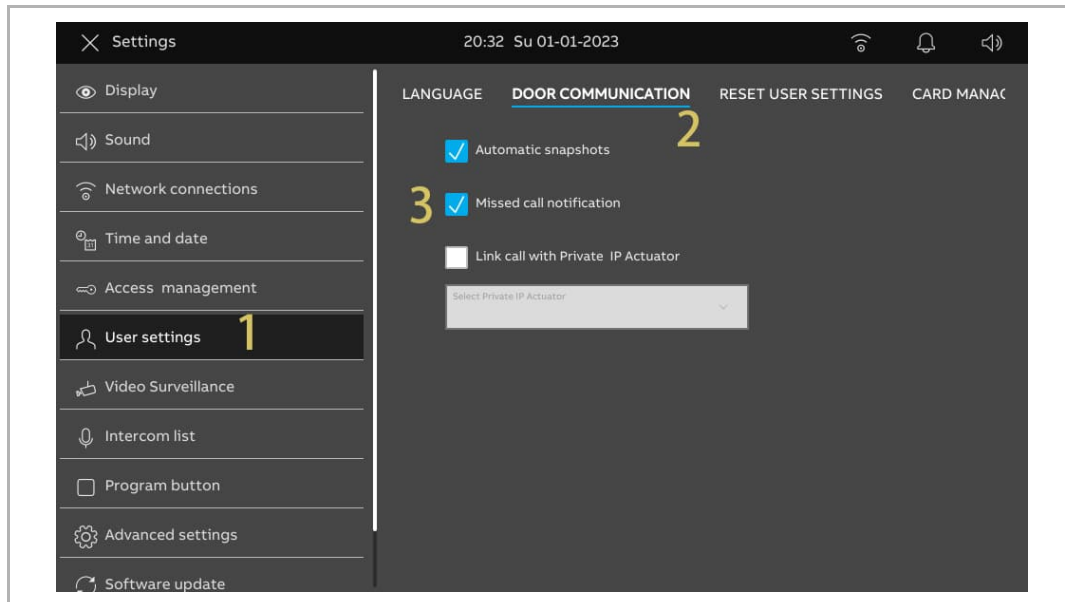 Settings
20:32 Su 01-01-2023
Display
Sound
Network connections
Time and date
Access management
User settings
1
Video Surveillance
Intercom list
Program button
Advanced settings
Software update
LANGUAGE DOOR COMMUNICATION RESET USER SETTINGS CARD MANAG
2
Automatic snapshots
3
Missed call notification
Link call with Private IP Actuator
Select Private IP Actuator